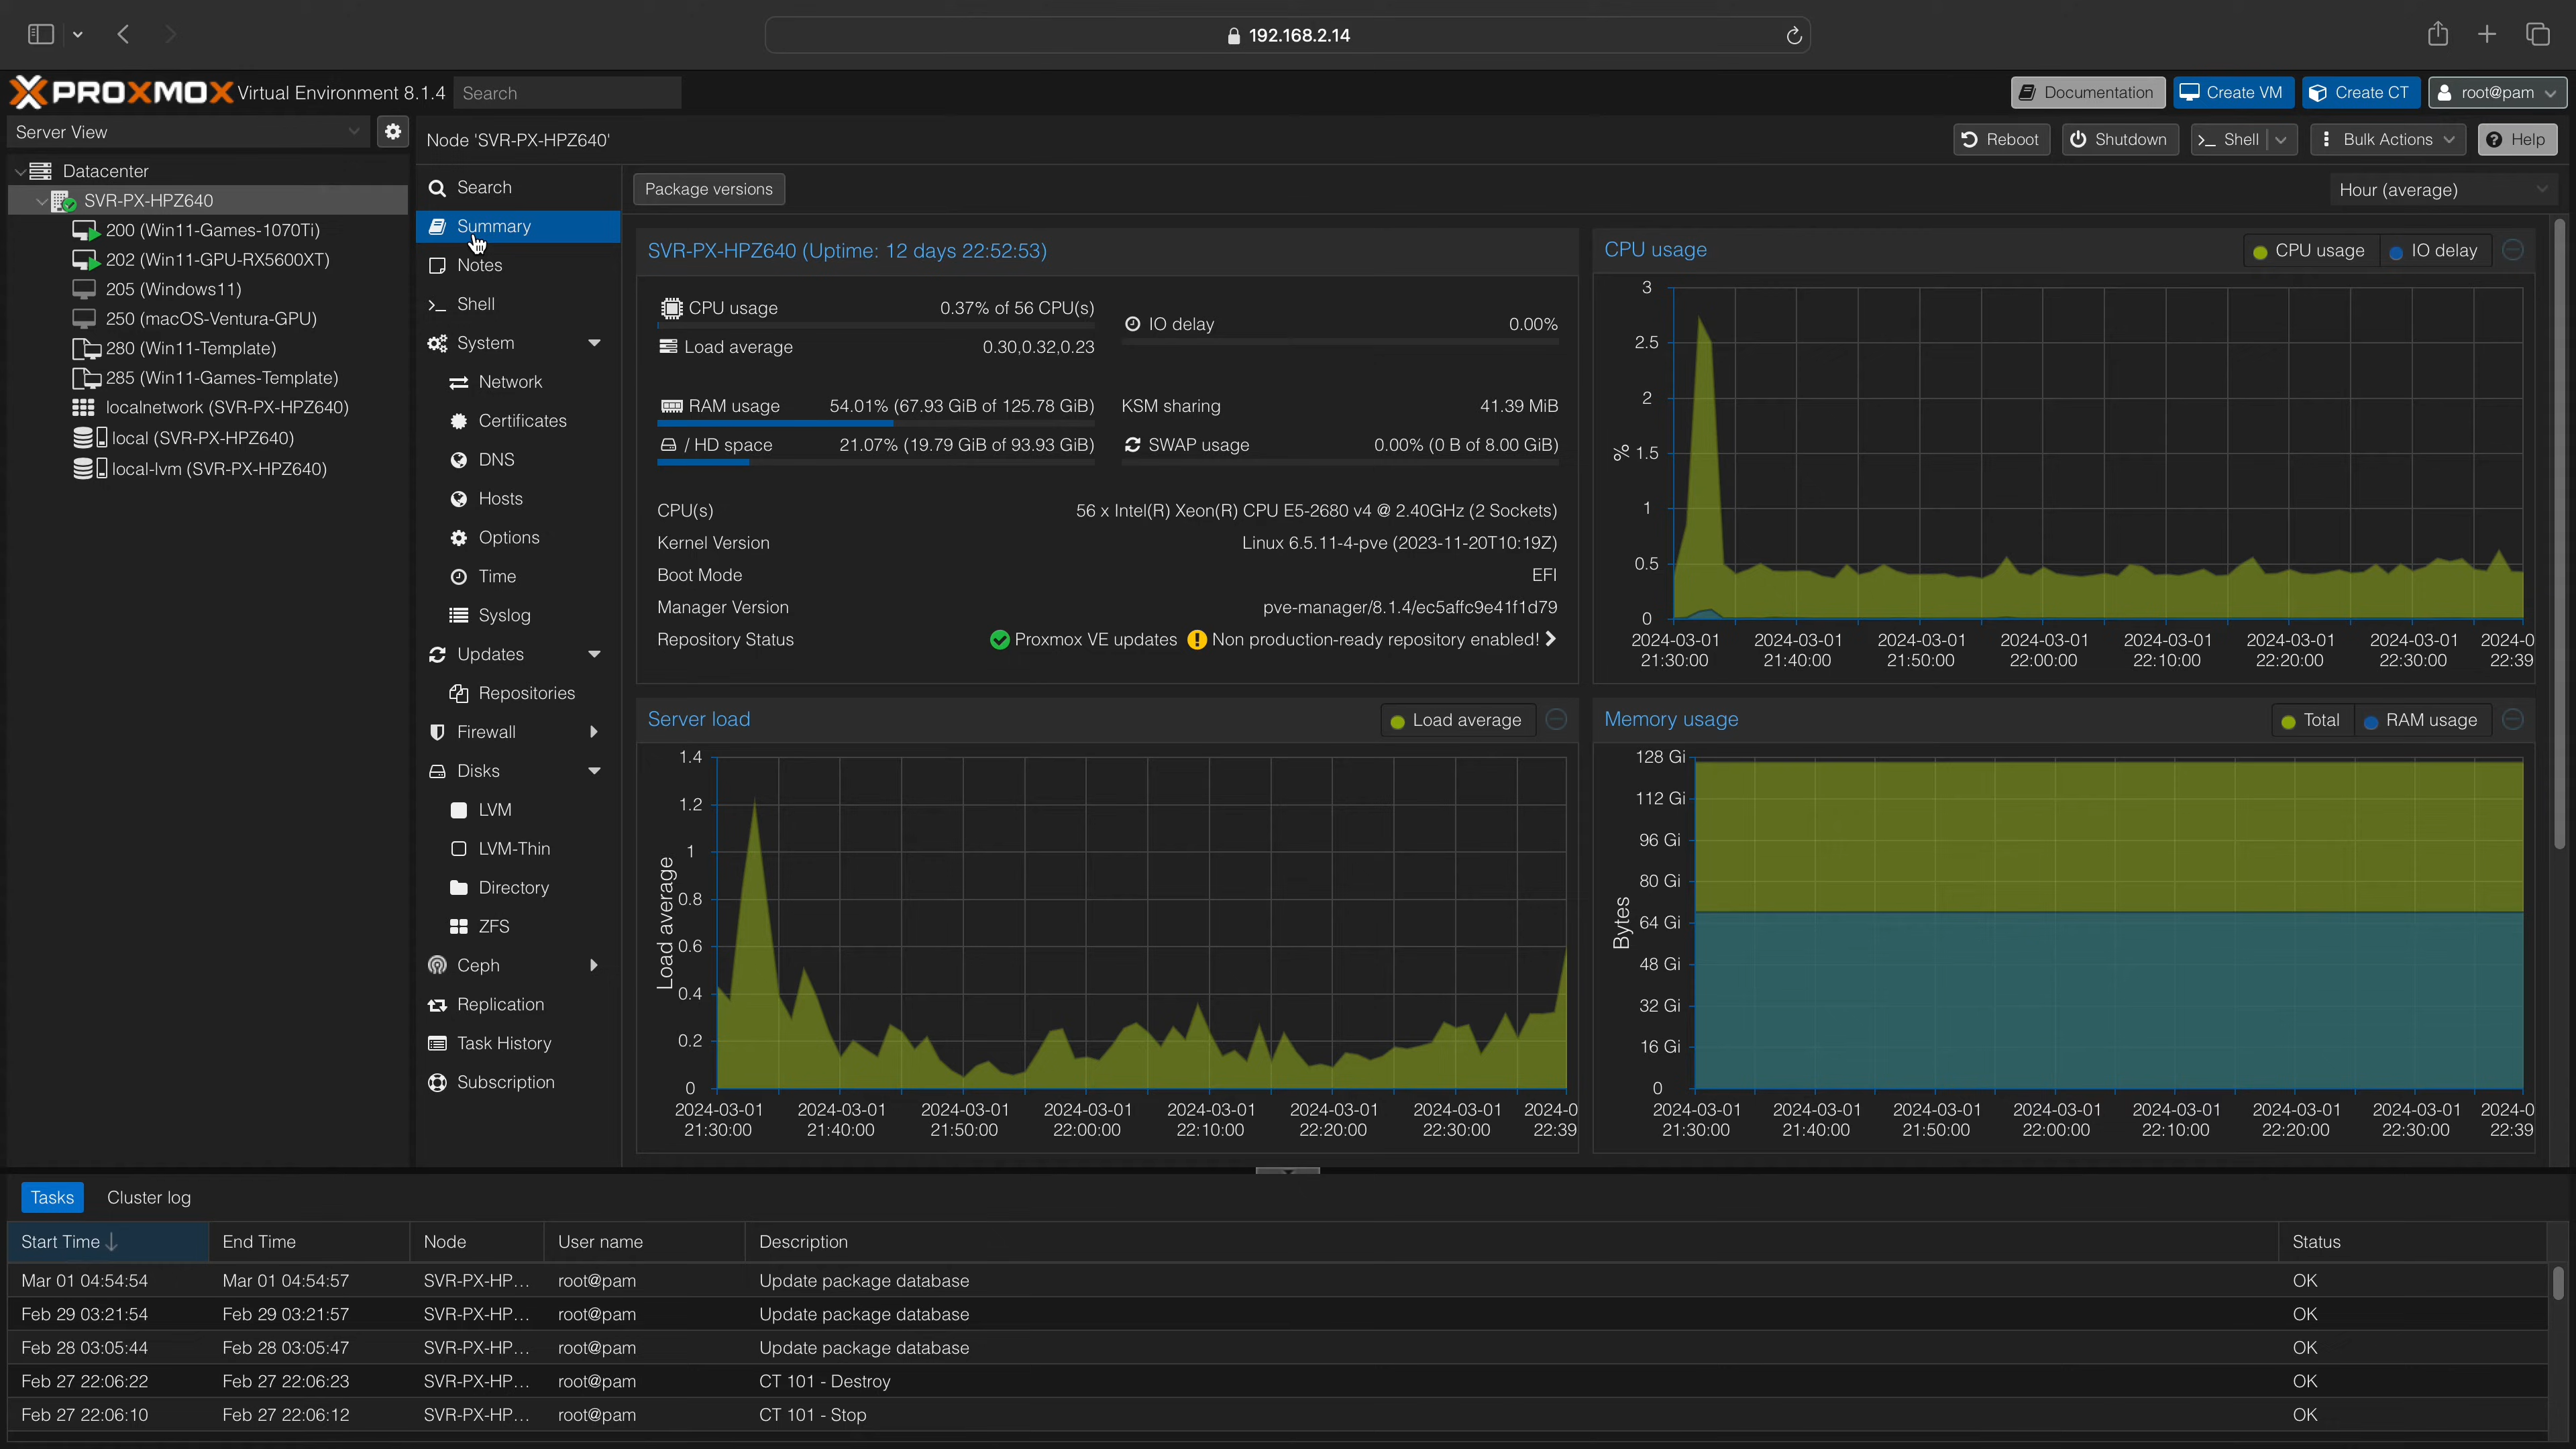 192.168.2.14
PROXMOX Virtual Environment 8.1.4 Search
Documentation Create VM Create CT root@pam
Server View
Node 'SVR-PX-HPZ640'
Reboot Shutdown Shell Bulk Actions Help
Datacenter
SVR-PX-HPZ640
200 (Win11-Games-1070Ti)
202 (Win11-GPU-RX5600XT)
205 (Windows11)
250 (macOS-Ventura-GPU)
280 (Win11-Template)
285 (Win11-Games-Template)
localnetwork (SVR-PX-HPZ640)
local (SVR-PX-HPZ640)
local-lvm (SVR-PX-HPZ640)
Search
Summary
Notes
Shell
System
Network
Certificates
DNS
Hosts
Options
Time
Syslog
Updates
Repositories
Firewall
Disks
LVM
LVM-Thin
Directory
ZFS
Ceph
Replication
Task History
Subscription
Package versions
Hour (average)
SVR-PX-HPZ640 (Uptime: 12 days 22:52:53)
CPU usage 0.37% of 56 CPU(s)
IO delay 0.00%
Load average 0.30,0.32,0.23
RAM usage 54.01% (67.93 GiB of 125.78 GiB)
KSM sharing 41.39 MiB
/ HD space 21.07% (19.79 GiB of 93.93 GiB)
SWAP usage 0.00% (0 B of 8.00 GiB)
CPU(s) 56 x Intel(R) Xeon(R) CPU E5-2680 v4 @ 2.40GHz (2 Sockets)
Kernel Version Linux 6.5.11-4-pve (2023-11-20T10:19Z)
Boot Mode EFI
Manager Version pve-manager/8.1.4/ec5affc9e41f1d79
Repository Status Proxmox VE updates Non production-ready repository enabled!
CPU usage
CPU usage IO delay
3
2.5
2
% 1.5
1
0.5
0
2024-03-01 2024-03-01 2024-03-01 2024-03-01 2024-03-01 2024-03-01 2024-03-01 2024-0
21:30:00 21:40:00 21:50:00 22:00:00 22:10:00 22:20:00 22:30:00 22:39
Server load
Load average
1.4
1.2
1
0.8
Load average
0.6
0.4
0.2
0
2024-03-01 2024-03-01 2024-03-01 2024-03-01 2024-03-01 2024-03-01 2024-03-01 2024-0
21:30:00 21:40:00 21:50:00 22:00:00 22:10:00 22:20:00 22:30:00 22:39
Memory usage
Total RAM usage
128 Gi
112 Gi
96 Gi
80 Gi
Bytes
64 Gi
48 Gi
32 Gi
16 Gi
0
2024-03-01 2024-03-01 2024-03-01 2024-03-01 2024-03-01 2024-03-01 2024-03-01 2024-0
21:30:00 21:40:00 21:50:00 22:00:00 22:10:00 22:20:00 22:30:00 22:39
Tasks Cluster log
Start Time End Time Node User name Description Status
Mar 01 04:54:54 Mar 01 04:54:57 SVR-PX-HP... root@pam Update package database OK
Feb 29 03:21:54 Feb 29 03:21:57 SVR-PX-HP... root@pam Update package database OK
Feb 28 03:05:44 Feb 28 03:05:47 SVR-PX-HP... root@pam Update package database OK
Feb 27 22:06:22 Feb 27 22:06:23 SVR-PX-HP... root@pam CT 101 - Destroy OK
Feb 27 22:06:10 Feb 27 22:06:12 SVR-PX-HP... root@pam CT 101 - Stop OK